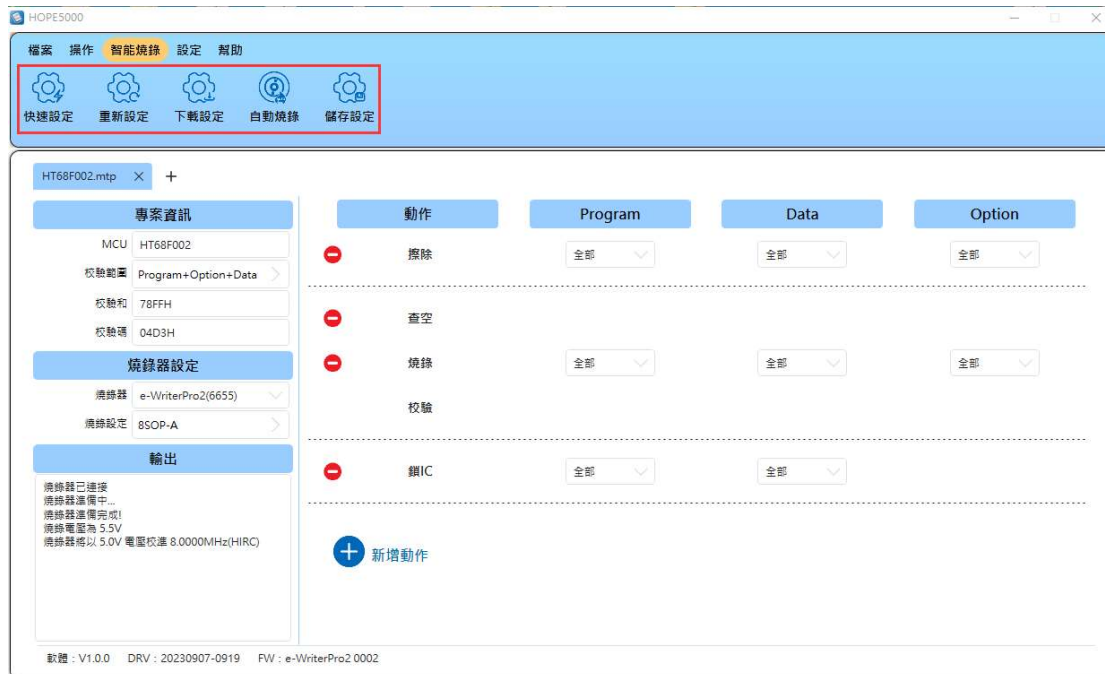 HOPE5000
檔案 操作 智能燒錄 設定 幫助
快速設定 重新設定 下載設定 自動燒錄 儲存設定
HT68F002.mtp
專案資訊
MCU HT68F002
校驗範圍 Program+Option+Data
校驗和 78FFH
校驗碼 04D3H
燒錄器設定
燒錄器 e-WriterPro2(6655)
燒錄設定 8SOP-A
輸出
燒錄器已連接
燒錄器準備中...
燒錄器準備完成!
燒錄電壓為 5.5V
燒錄器將以 5.0V 電壓校準 8.0000MHz(HIRC)
動作 Program Data Option
擦除 全部 全部 全部
查空
燒錄 全部 全部 全部
校驗
鎖IC 全部 全部
新增動作
軟體 : V1.0.0 DRV : 20230907-0919 FW : e-WriterPro2 0002